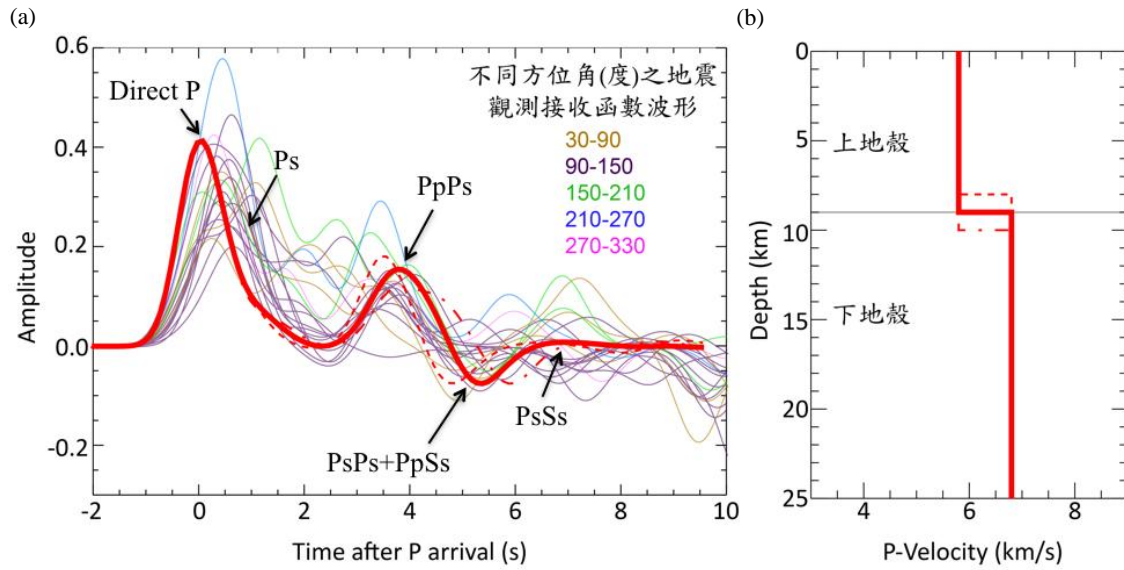 (a)
(b)
不同方位角(度)之地震
觀測接收函數波形
30-90
90-150
150-210
210-270
270-330
Direct P
Ps
PpPs
PsPs+PpSs
PsSs
0.6
0.4
0.2
0.0
-0.2
Amplitude
-2
0
2
4
6
8
10
Time after P arrival (s)
0
5
10
15
20
25
Depth (km)
上地殼
下地殼
4
6
8
P-Velocity (km/s)